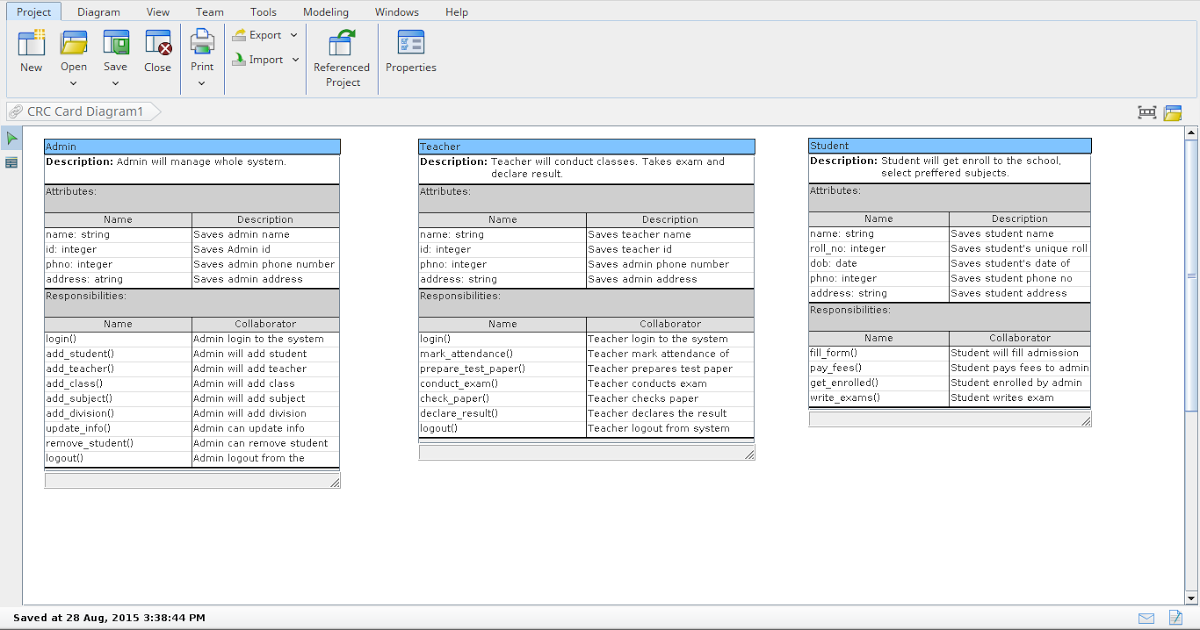 Project Diagram View Team Tools Modeling Windows Help
New Open Save Close Print Export Import Referenced Project Properties
CRC Card Diagram1
Admin
Description: Admin will manage whole system.
Attributes:
Name Description
name: string Saves admin name
id: integer Saves Admin id
phno: integer Saves admin phone number
address: atring Saves admin address
Responsibilities:
Name Collaborator
login() Admin login to the system
add_student() Admin will add student
add_teacher() Admin will add teacher
add_class() Admin will add class
add_subject() Admin will add subject
add_division() Admin will add division
update_info() Admin can update info
remove_student() Admin can remove student
logout() Admin logout from the
Teacher
Description: Teacher will conduct classes. Takes exam and
declare result.
Attributes:
Name Description
name: string Saves teacher name
id: integer Saves teacher id
phno: integer Saves admin phone number
address: string Saves admin address
Responsibilities:
Name Collaborator
login() Teacher login to the system
mark_attendance() Teacher mark attendance of
prepare_test_paper() Teacher prepares test paper
conduct_exam() Teacher conducts exam
check_paper() Teacher checks paper
declare_result() Teacher declares the result
logout() Teacher logout from system
Student
Description: Student will get enroll to the school,
select preffered subjects.
Attributes:
Name Description
name: string Saves student name
roll_no: integer Saves student's unique roll
dob: date Saves student's date of
phno: integer Saves student phone no
address: string Saves student address
Responsibilities:
Name Collaborator
fill_form() Student will fill admission
pay_fees() Student pays fees to admin
get_enrolled() Student enrolled by admin
write_exams() Student writes exam
Saved at 28 Aug, 2015 3:38:44 PM